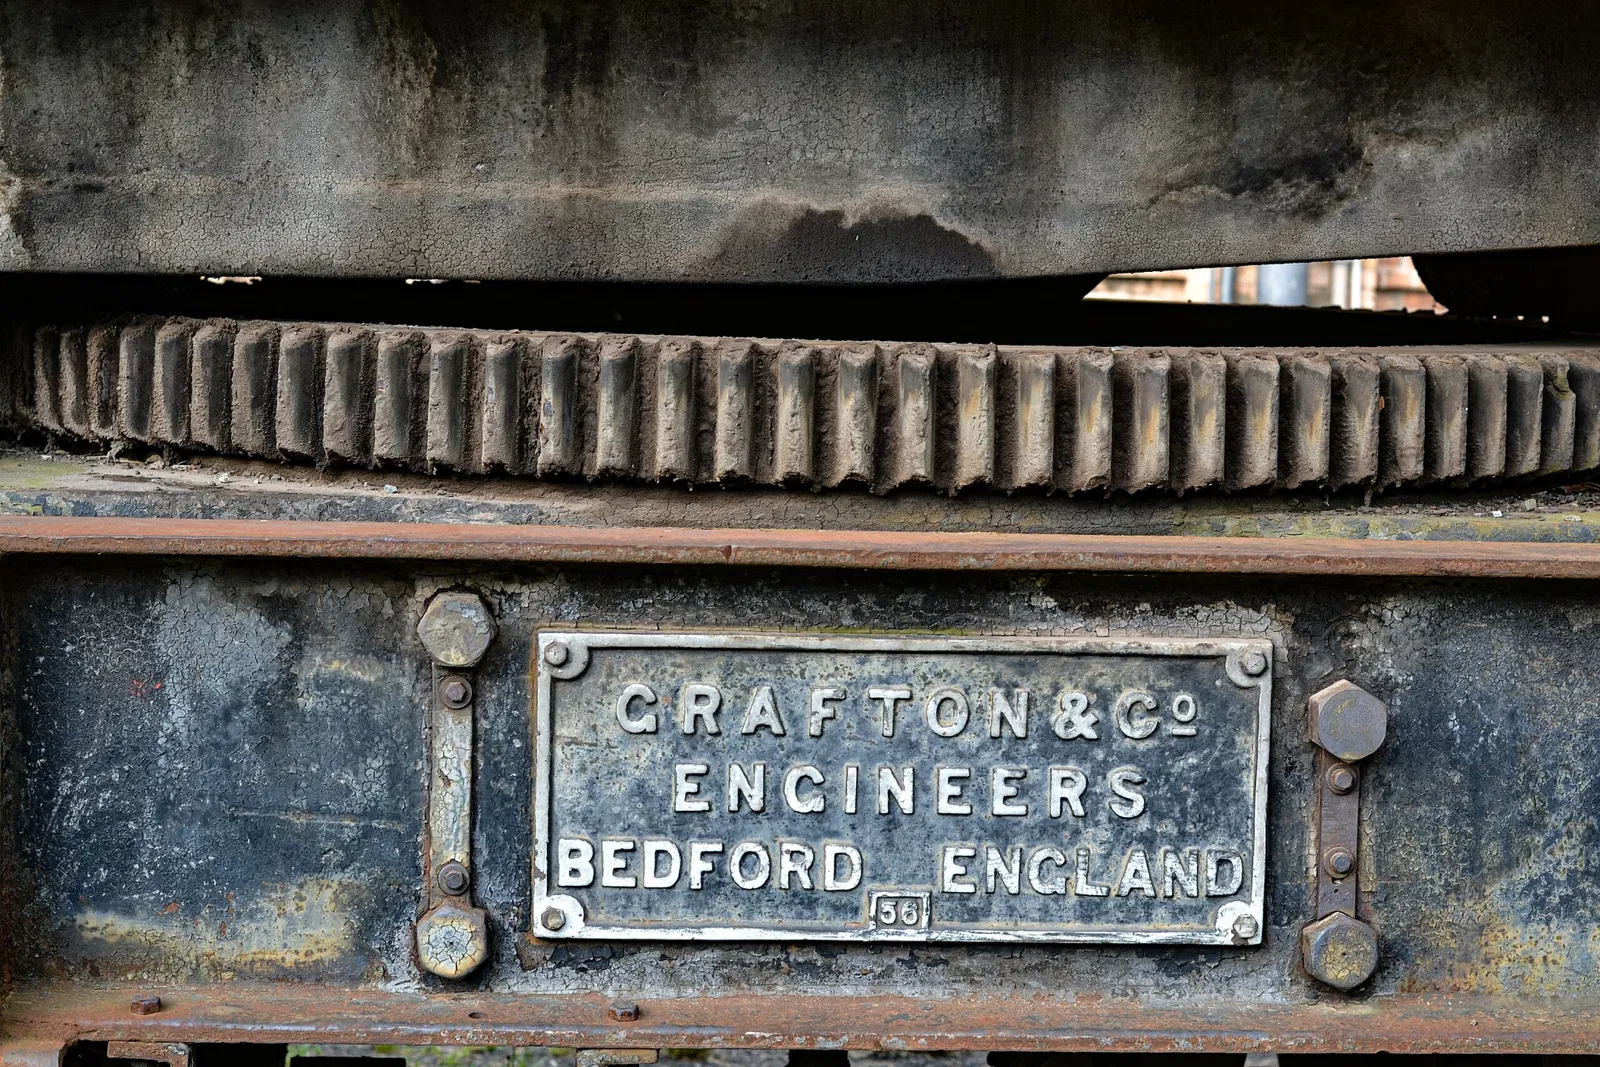 GRAFTON & Cº
ENGINEERS
BEDFORD ENGLAND
56